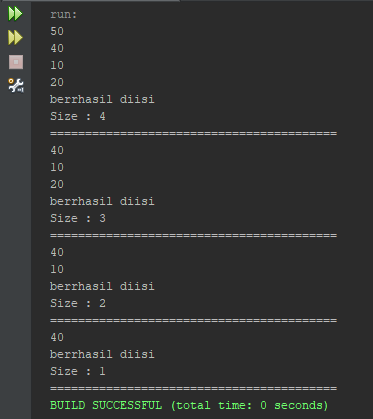 run:
50
40
10
20
berrhasil diisi
Size : 4
=========================================
40
10
20
berrhasil diisi
Size : 3
=========================================
40
10
berrhasil diisi
Size : 2
=========================================
40
berrhasil diisi
Size : 1
=========================================
BUILD SUCCESSFUL (total time: 0 seconds)